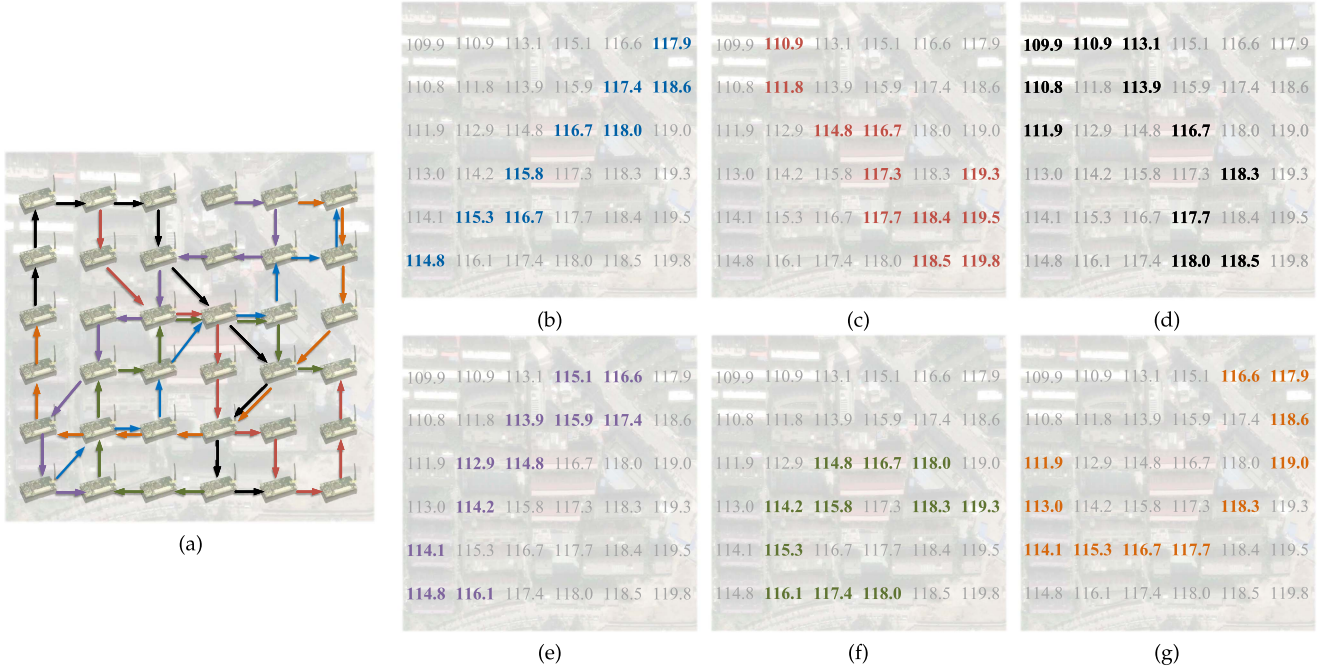 109.9 110.9 113.1 115.1 116.6 117.9
110.8 111.8 113.9 115.9 117.4 118.6
111.9 112.9 114.8 116.7 118.0 119.0
113.0 114.2 115.8 117.3 118.3 119.3
114.1 115.3 116.7 117.7 118.4 119.5
114.8 116.1 117.4 118.0 118.5 119.8
(b)
109.9 110.9 113.1 115.1 116.6 117.9
110.8 111.8 113.9 115.9 117.4 118.6
111.9 112.9 114.8 116.7 118.0 119.0
113.0 114.2 115.8 117.3 118.3 119.3
114.1 115.3 116.7 117.7 118.4 119.5
114.8 116.1 117.4 118.0 118.5 119.8
(c)
109.9 110.9 113.1 115.1 116.6 117.9
110.8 111.8 113.9 115.9 117.4 118.6
111.9 112.9 114.8 116.7 118.0 119.0
113.0 114.2 115.8 117.3 118.3 119.3
114.1 115.3 116.7 117.7 118.4 119.5
114.8 116.1 117.4 118.0 118.5 119.8
(d)
(a)
109.9 110.9 113.1 115.1 116.6 117.9
110.8 111.8 113.9 115.9 117.4 118.6
111.9 112.9 114.8 116.7 118.0 119.0
113.0 114.2 115.8 117.3 118.3 119.3
114.1 115.3 116.7 117.7 118.4 119.5
114.8 116.1 117.4 118.0 118.5 119.8
(e)
109.9 110.9 113.1 115.1 116.6 117.9
110.8 111.8 113.9 115.9 117.4 118.6
111.9 112.9 114.8 116.7 118.0 119.0
113.0 114.2 115.8 117.3 118.3 119.3
114.1 115.3 116.7 117.7 118.4 119.5
114.8 116.1 117.4 118.0 118.5 119.8
(f)
109.9 110.9 113.1 115.1 116.6 117.9
110.8 111.8 113.9 115.9 117.4 118.6
111.9 112.9 114.8 116.7 118.0 119.0
113.0 114.2 115.8 117.3 118.3 119.3
114.1 115.3 116.7 117.7 118.4 119.5
114.8 116.1 117.4 118.0 118.5 119.8
(g)